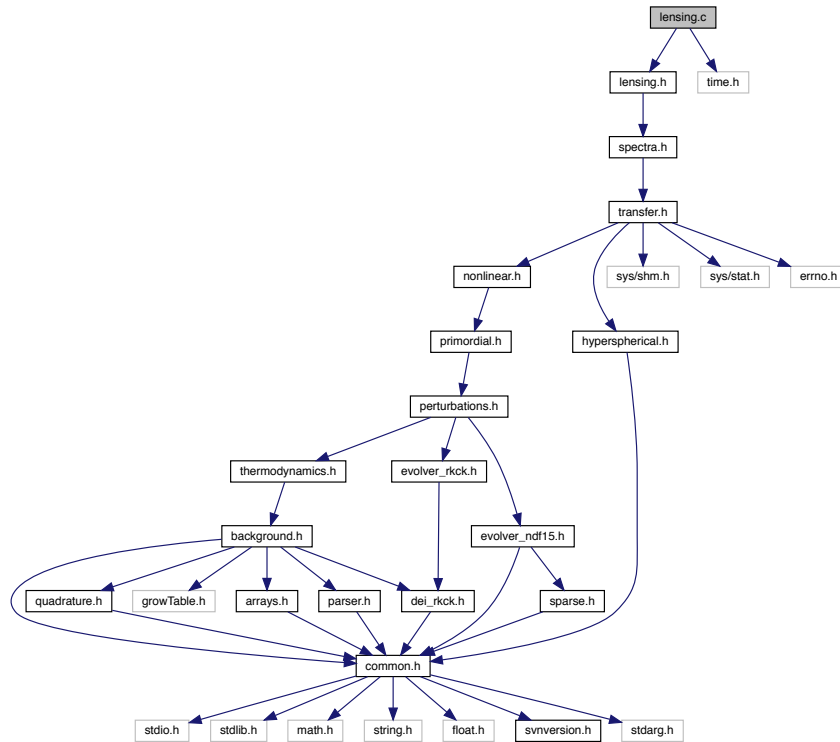 lensing.c
lensing.h
time.h
spectra.h
transfer.h
nonlinear.h
sys/shm.h
sys/stat.h
errno.h
primordial.h
hyperspherical.h
perturbations.h
thermodynamics.h
evolver_rkck.h
background.h
evolver_ndf15.h
quadrature.h
growTable.h
arrays.h
parser.h
dei_rkck.h
sparse.h
common.h
stdio.h
stdlib.h
math.h
string.h
float.h
svnversion.h
stdarg.h